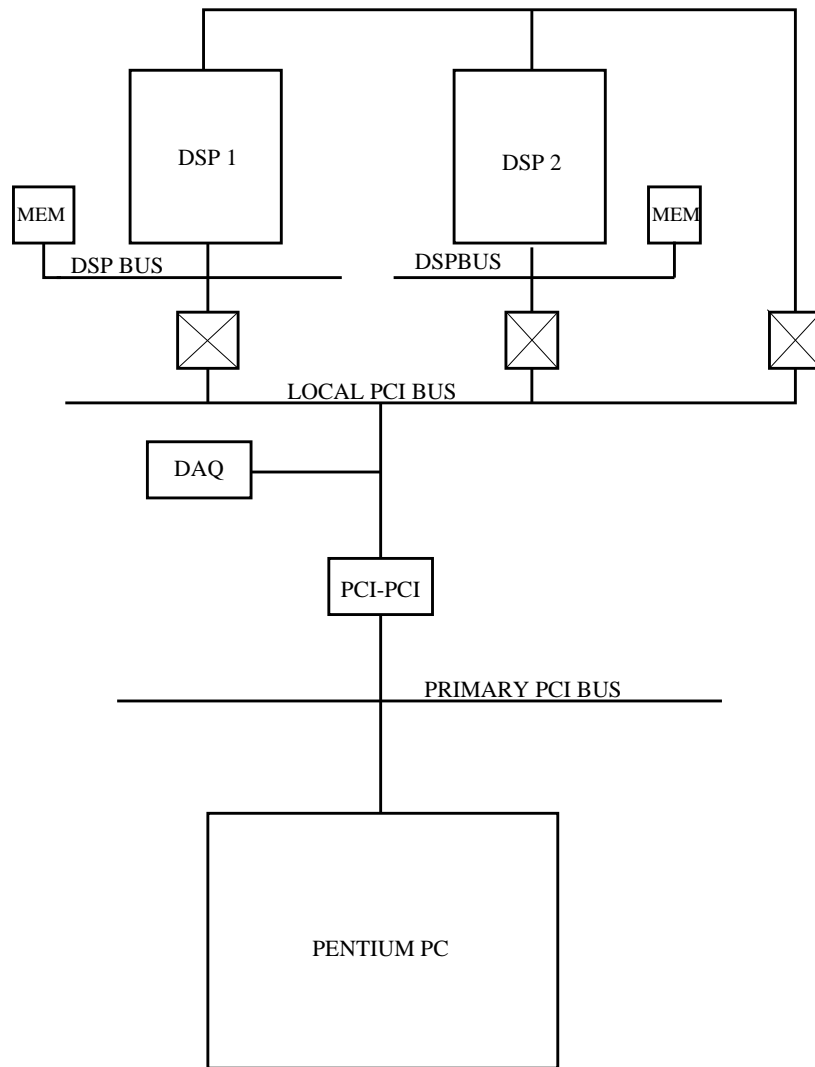 DSP 1
DSP 2
MEM
MEM
DSP BUS
DSPBUS
LOCAL PCI BUS
DAQ
PCI-PCI
PRIMARY PCI BUS
PENTIUM PC